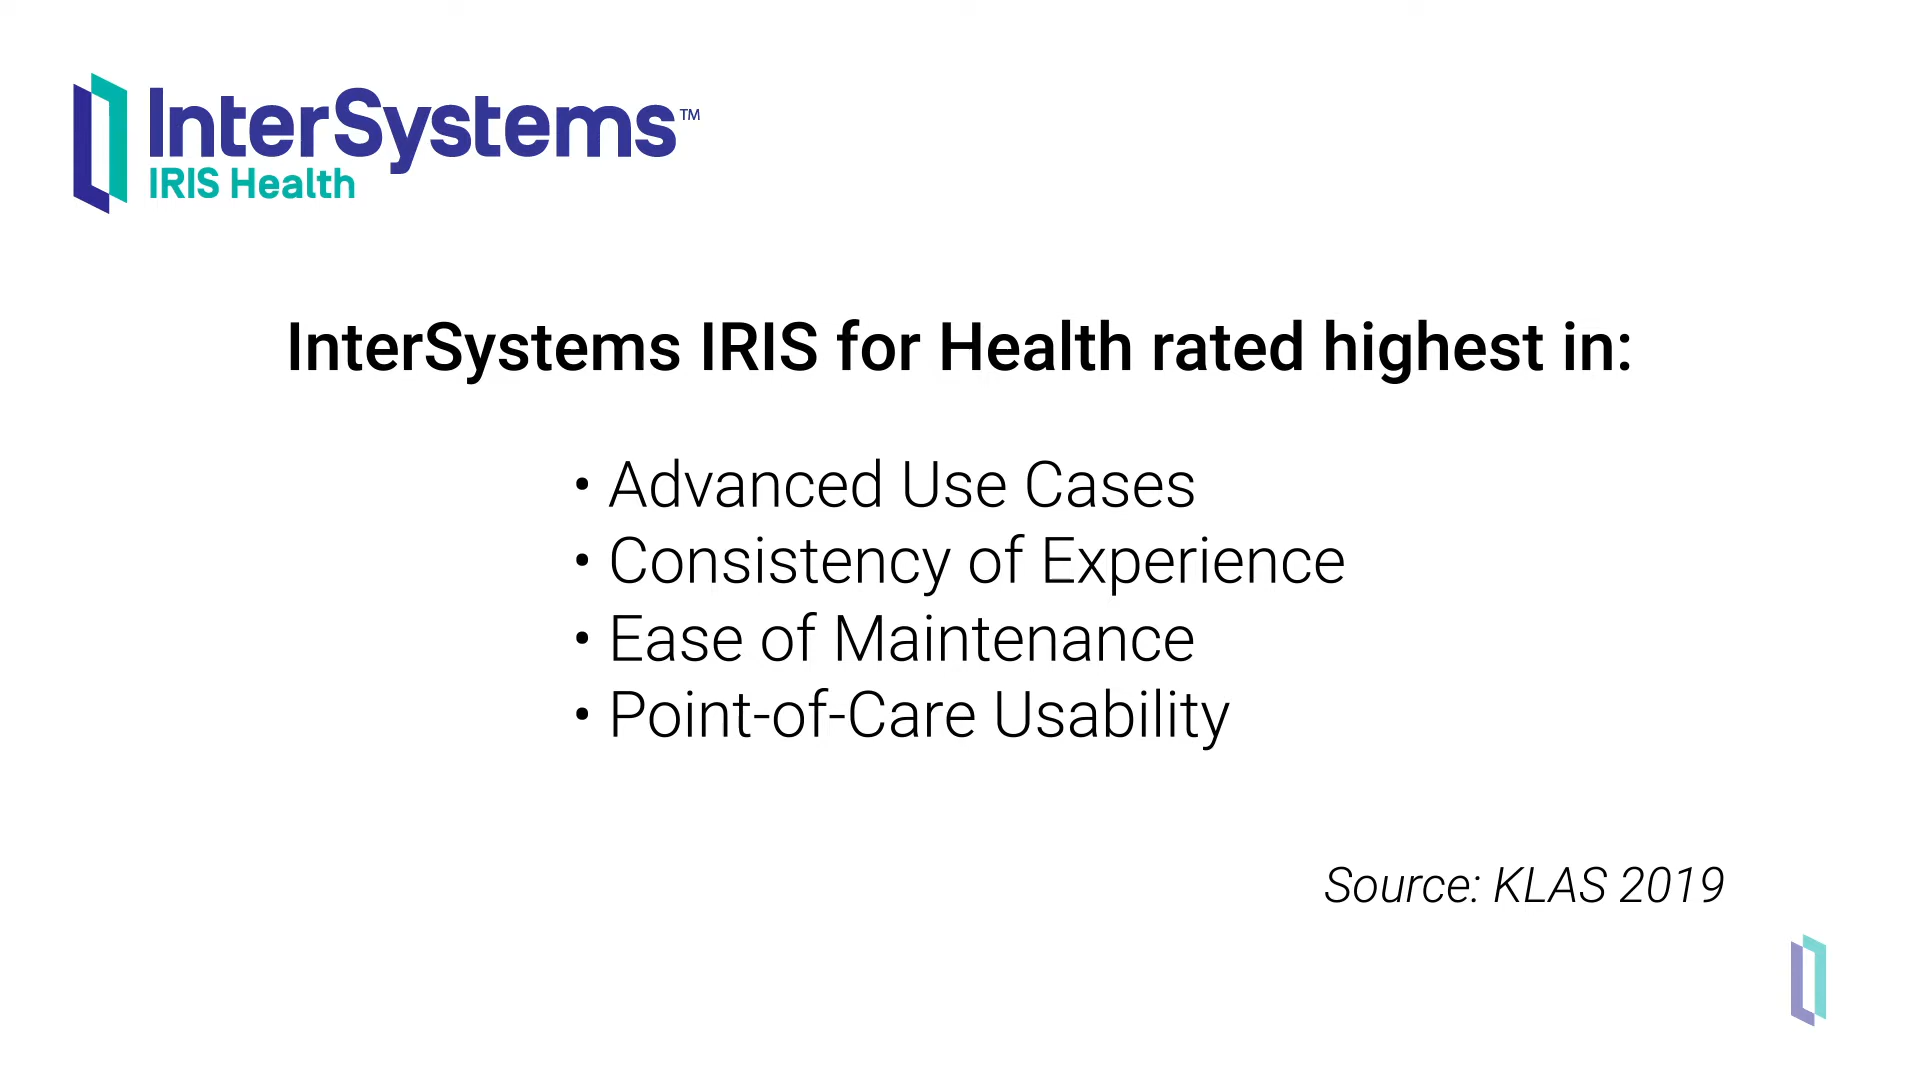 InterSystems™
IRIS Health
InterSystems IRIS for Health rated highest in:
• Advanced Use Cases
• Consistency of Experience
• Ease of Maintenance
• Point-of-Care Usability
Source: KLAS 2019